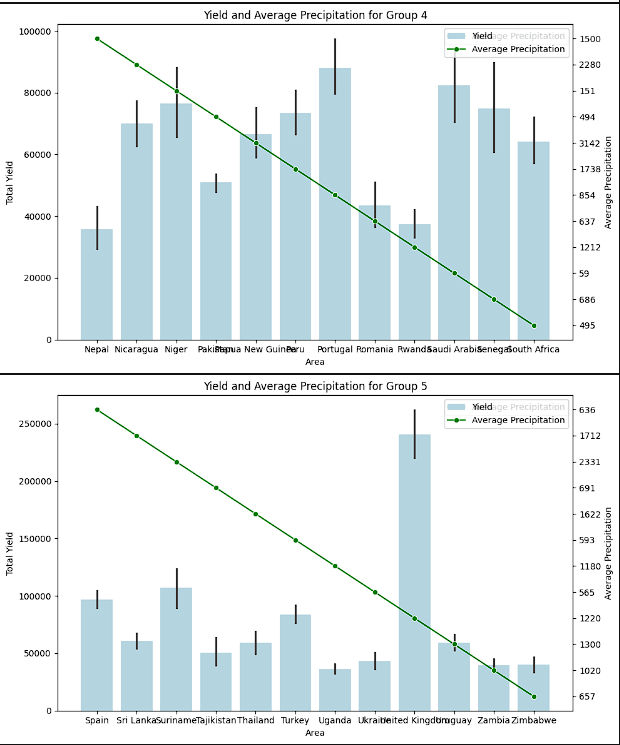 Yield and Average Precipitation for Group 4
Yield Average Precipitation
Average Precipitation
100000
80000
60000
40000
20000
0
Total Yield
1500
2280
151
494
3142
1738
854
637
1212
59
686
495
Average Precipitation
Nepal Nicaragua Niger Pakistan Papua New Guinea Peru Portugal Romania Rwanda Saudi Arabia Senegal South Africa
Area
Yield and Average Precipitation for Group 5
Yield Average Precipitation
Average Precipitation
250000
200000
150000
100000
50000
0
Total Yield
636
1712
2331
691
1622
593
1180
565
1220
1300
1020
657
Average Precipitation
Spain Sri Lanka Suriname Tajikistan Thailand Turkey Uganda Ukraine United Kingdom Uruguay Zambia Zimbabwe
Area